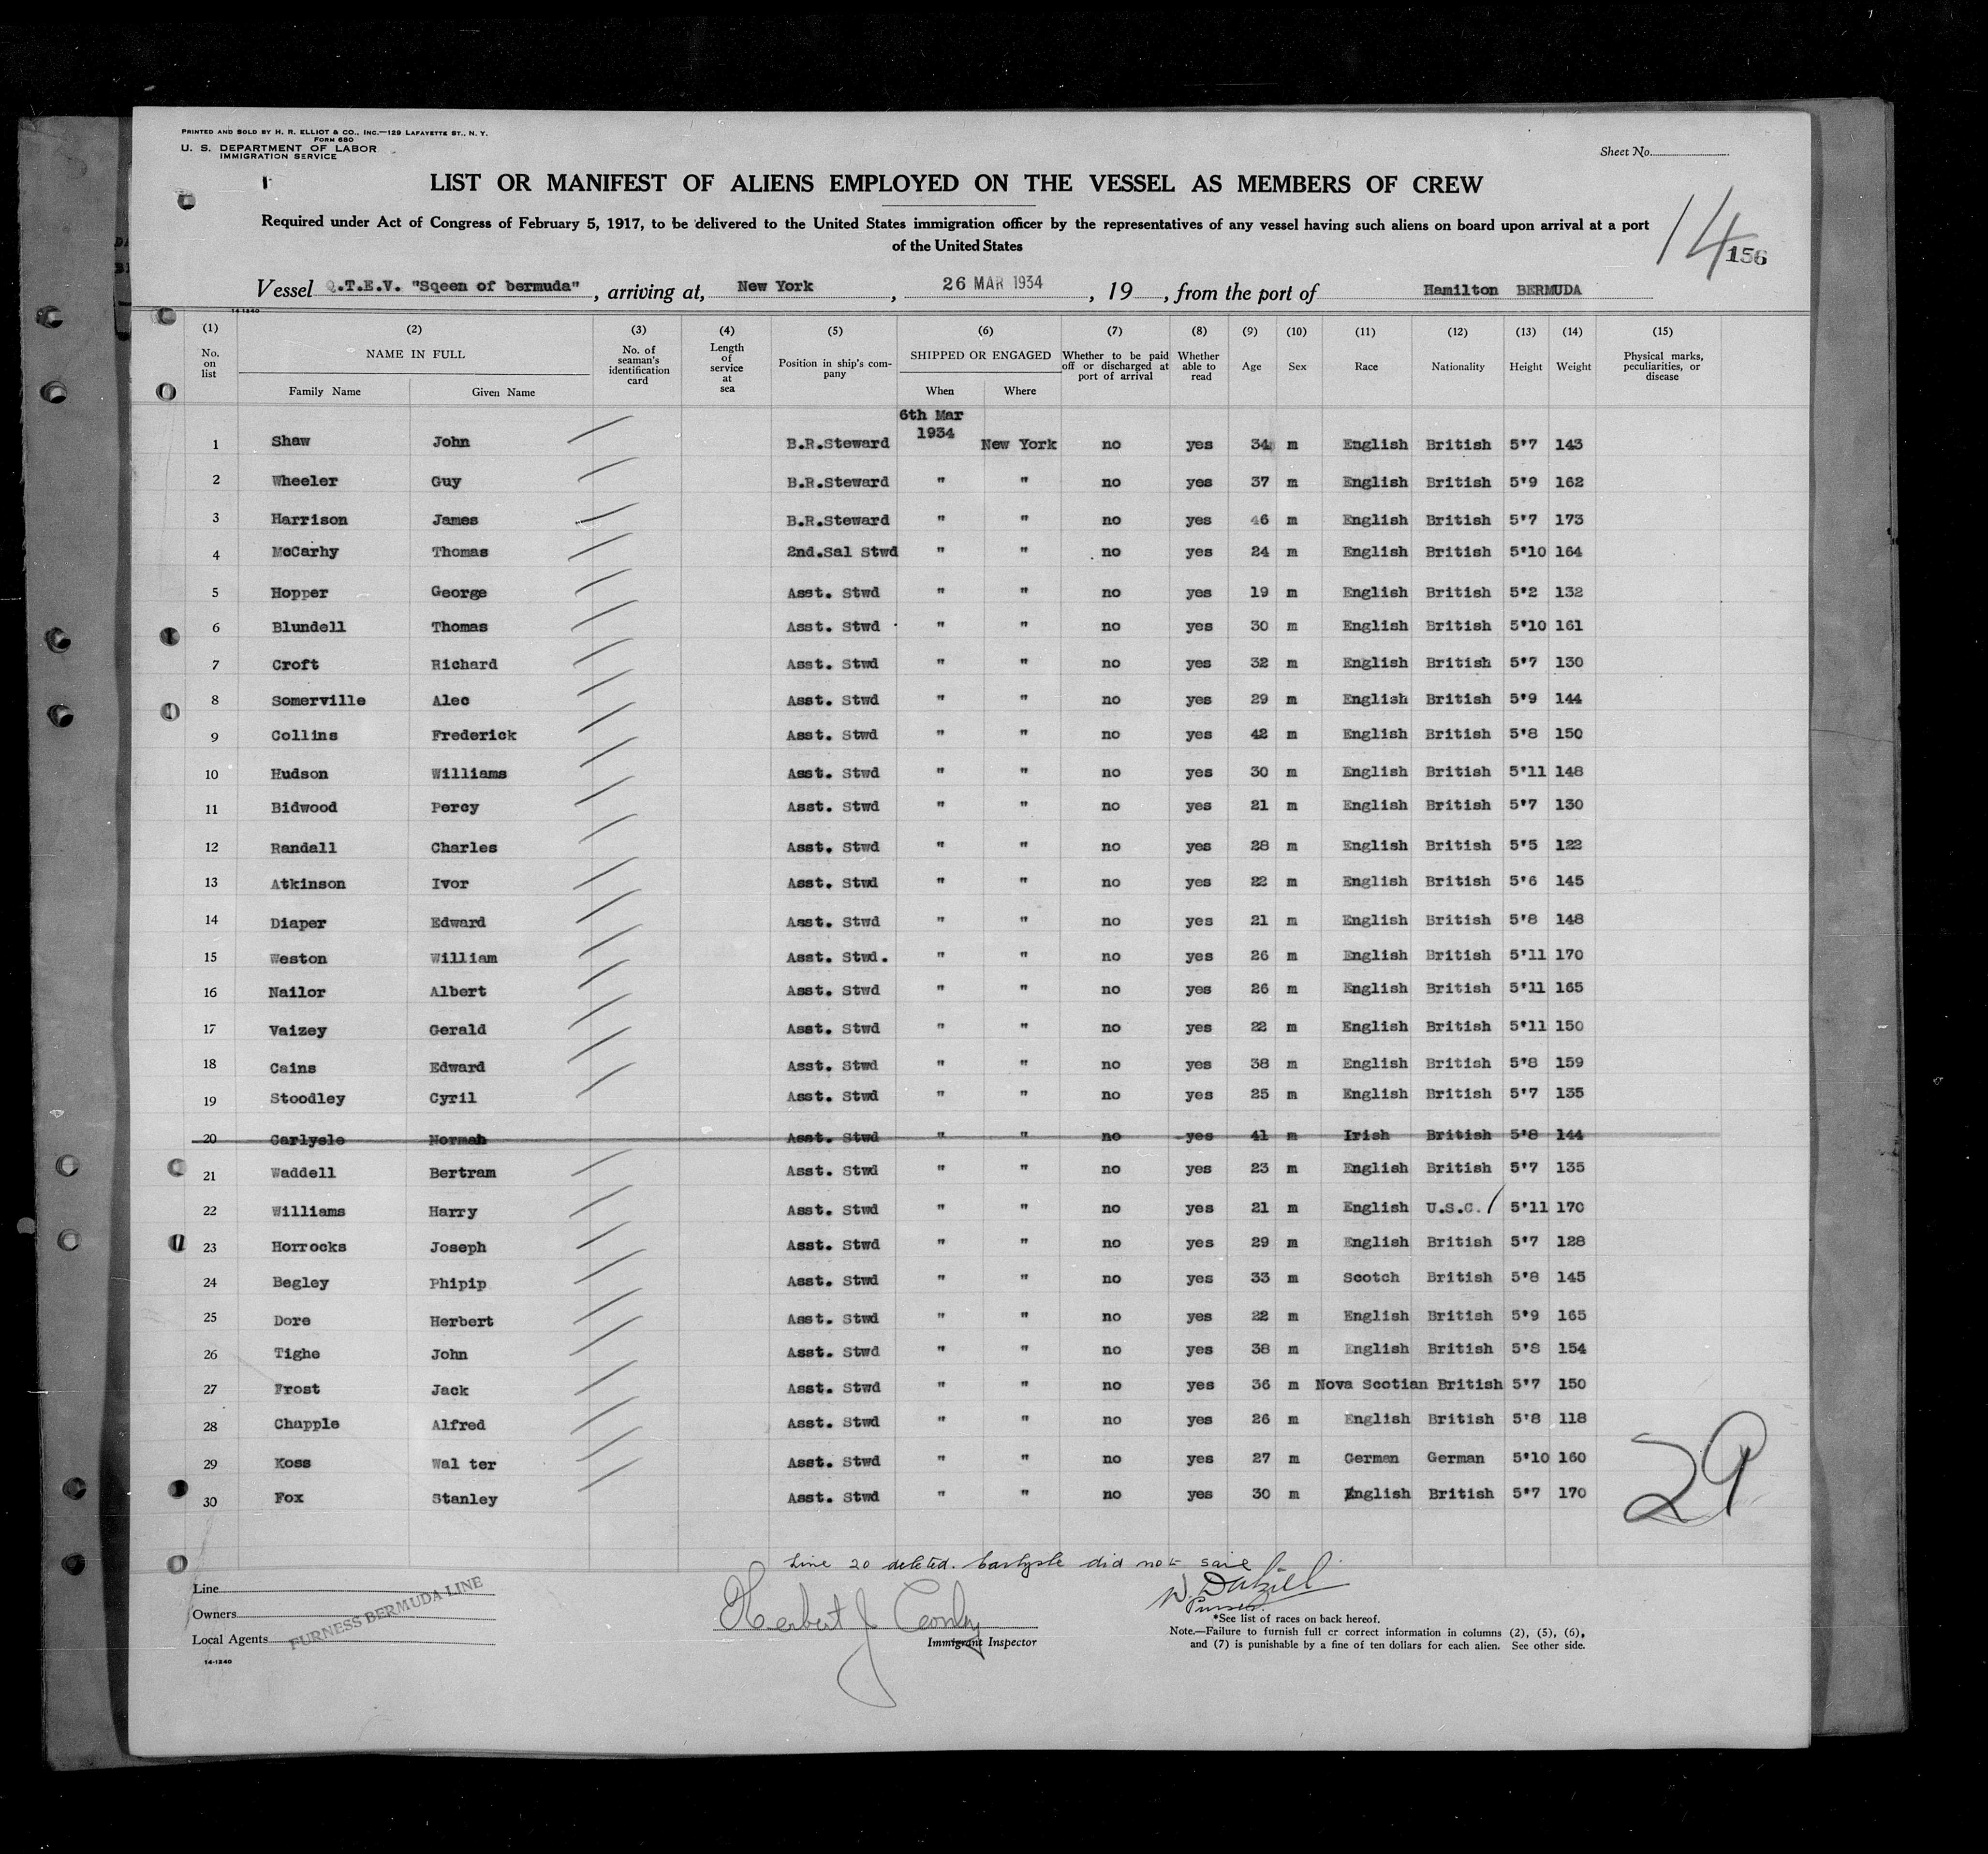 PRINTED AND SOLD BY H. R. ELLIOT & CO., INC.—129 LAFAYETTE ST., N. Y.
FORM 680
U. S. DEPARTMENT OF LABOR
IMMIGRATION SERVICE
Sheet No.
LIST OR MANIFEST OF ALIENS EMPLOYED ON THE VESSEL AS MEMBERS OF CREW
Required under Act of Congress of February 5, 1917, to be delivered to the United States immigration officer by the representatives of any vessel having such aliens on board upon arrival at a port
of the United States
14
156
Vessel Q.T.E.V. "Sqeen of bermuda", arriving at, New York, 26 MAR 1934, 19, from the port of Hamilton BERMUDA
14-1240
(1) No. on list (2) NAME IN FULL Family Name Given Name (3) No. of seaman's identification card (4) Length of service at sea (5) Position in ship's company (6) SHIPPED OR ENGAGED When Where (7) Whether to be paid off or discharged at port of arrival (8) Whether able to read (9) Age (10) Sex (11) Race (12) Nationality (13) Height (14) Weight (15) Physical marks, peculiarities, or disease
6th Mar
1934
1 Shaw John B.R.Steward New York no yes 34 m English British 5'7 143
2 Wheeler Guy B.R.Steward " " no yes 37 m English British 5'9 162
3 Harrison James B.R.Steward " " no yes 46 m English British 5'7 173
4 McCarhy Thomas 2nd.Sal Stwd " " no yes 24 m English British 5'10 164
5 Hopper George Asst. Stwd " " no yes 19 m English British 5'2 132
6 Blundell Thomas Asst. Stwd " " no yes 30 m English British 5'10 161
7 Croft Richard Asst. Stwd " " no yes 32 m English British 5'7 130
8 Somerville Alec Asst. Stwd " " no yes 29 m English British 5'9 144
9 Collins Frederick Asst. Stwd " " no yes 42 m English British 5'8 150
10 Hudson Williams Asst. Stwd " " no yes 30 m English British 5'11 148
11 Bidwood Percy Asst. Stwd " " no yes 21 m English British 5'7 130
12 Randall Charles Asst. Stwd " " no yes 28 m English British 5'5 122
13 Atkinson Ivor Asst. Stwd " " no yes 22 m English British 5'6 145
14 Diaper Edward Asst. Stwd " " no yes 21 m English British 5'8 148
15 Weston William Asst. Stwd. " " no yes 26 m English British 5'11 170
16 Nailor Albert Asst. Stwd " " no yes 26 m English British 5'11 165
17 Vaizey Gerald Asst. Stwd " " no yes 22 m English British 5'11 150
18 Cains Edward Asst. Stwd " " no yes 38 m English British 5'8 159
19 Stoodley Cyril Asst. Stwd " " no yes 25 m English British 5'7 135
20 Carlysle Norman Asst. Stwd " " no yes 41 m Irish British 5'8 144
21 Waddell Bertram Asst. Stwd " " no yes 23 m English British 5'7 135
22 Williams Harry Asst. Stwd " " no yes 21 m English U.S.C. 5'11 170
23 Horrocks Joseph Asst. Stwd " " no yes 29 m English British 5'7 128
24 Begley Phipip Asst. Stwd " " no yes 33 m Scotch British 5'8 145
25 Dore Herbert Asst. Stwd " " no yes 22 m English British 5'9 165
26 Tighe John Asst. Stwd " " no yes 38 m English British 5'8 154
27 Frost Jack Asst. Stwd " " no yes 36 m Nova Scotian British 5'7 150
28 Chapple Alfred Asst. Stwd " " no yes 26 m English British 5'8 118
29 Koss Wal ter Asst. Stwd " " no yes 27 m German German 5'10 160
30 Fox Stanley Asst. Stwd " " no yes 30 m English British 5'7 170
29
Line 20 deleted. Carlysle did not sail
W Dalziel
Purser.
Line
Owners
Local Agents
FURNESS BERMUDA LINE
14-1240
Herbert J
Immigrant Inspector
*See list of races on back hereof.
Note.—Failure to furnish full or correct information in columns (2), (5), (6),
and (7) is punishable by a fine of ten dollars for each alien. See other side.